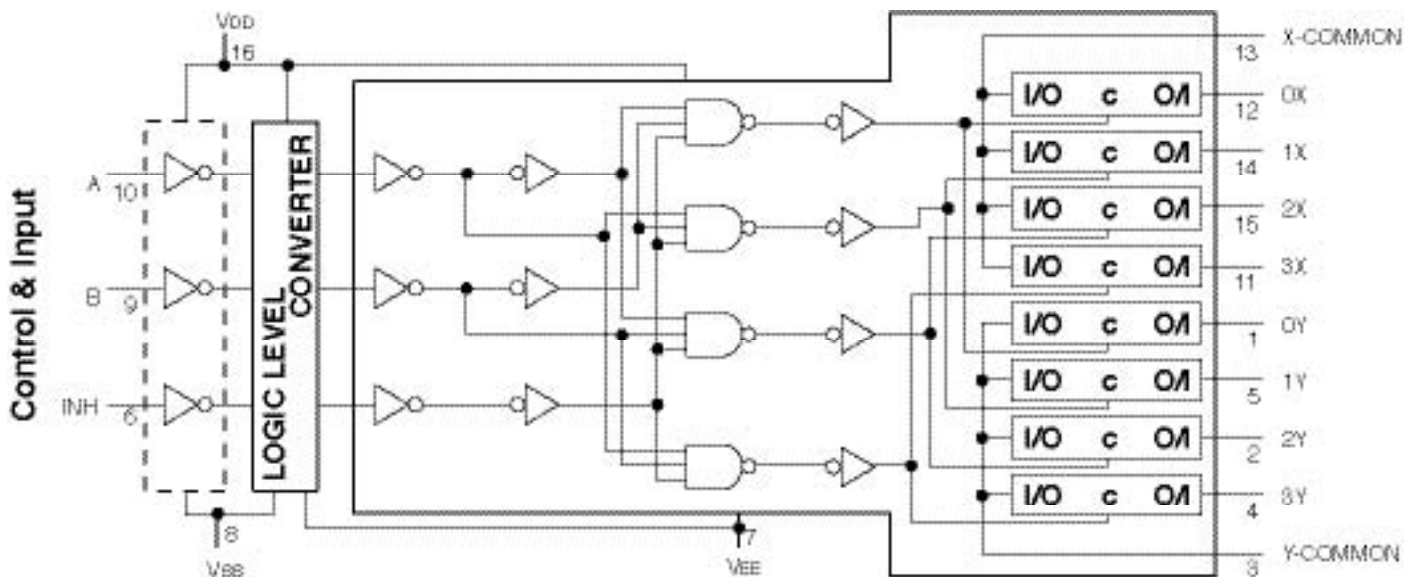 VDD
16
X-COMMON
13
I/O C O/I
0X
12
I/O C O/I
1X
14
I/O C O/I
2X
15
I/O C O/I
3X
11
I/O C O/I
0Y
1
I/O C O/I
1Y
5
I/O C O/I
2Y
2
I/O C O/I
3Y
4
Y-COMMON
3
Control & Input
A
10
B
9
INH
6
LOGIC LEVEL
CONVERTER
8
VSS
7
VEE